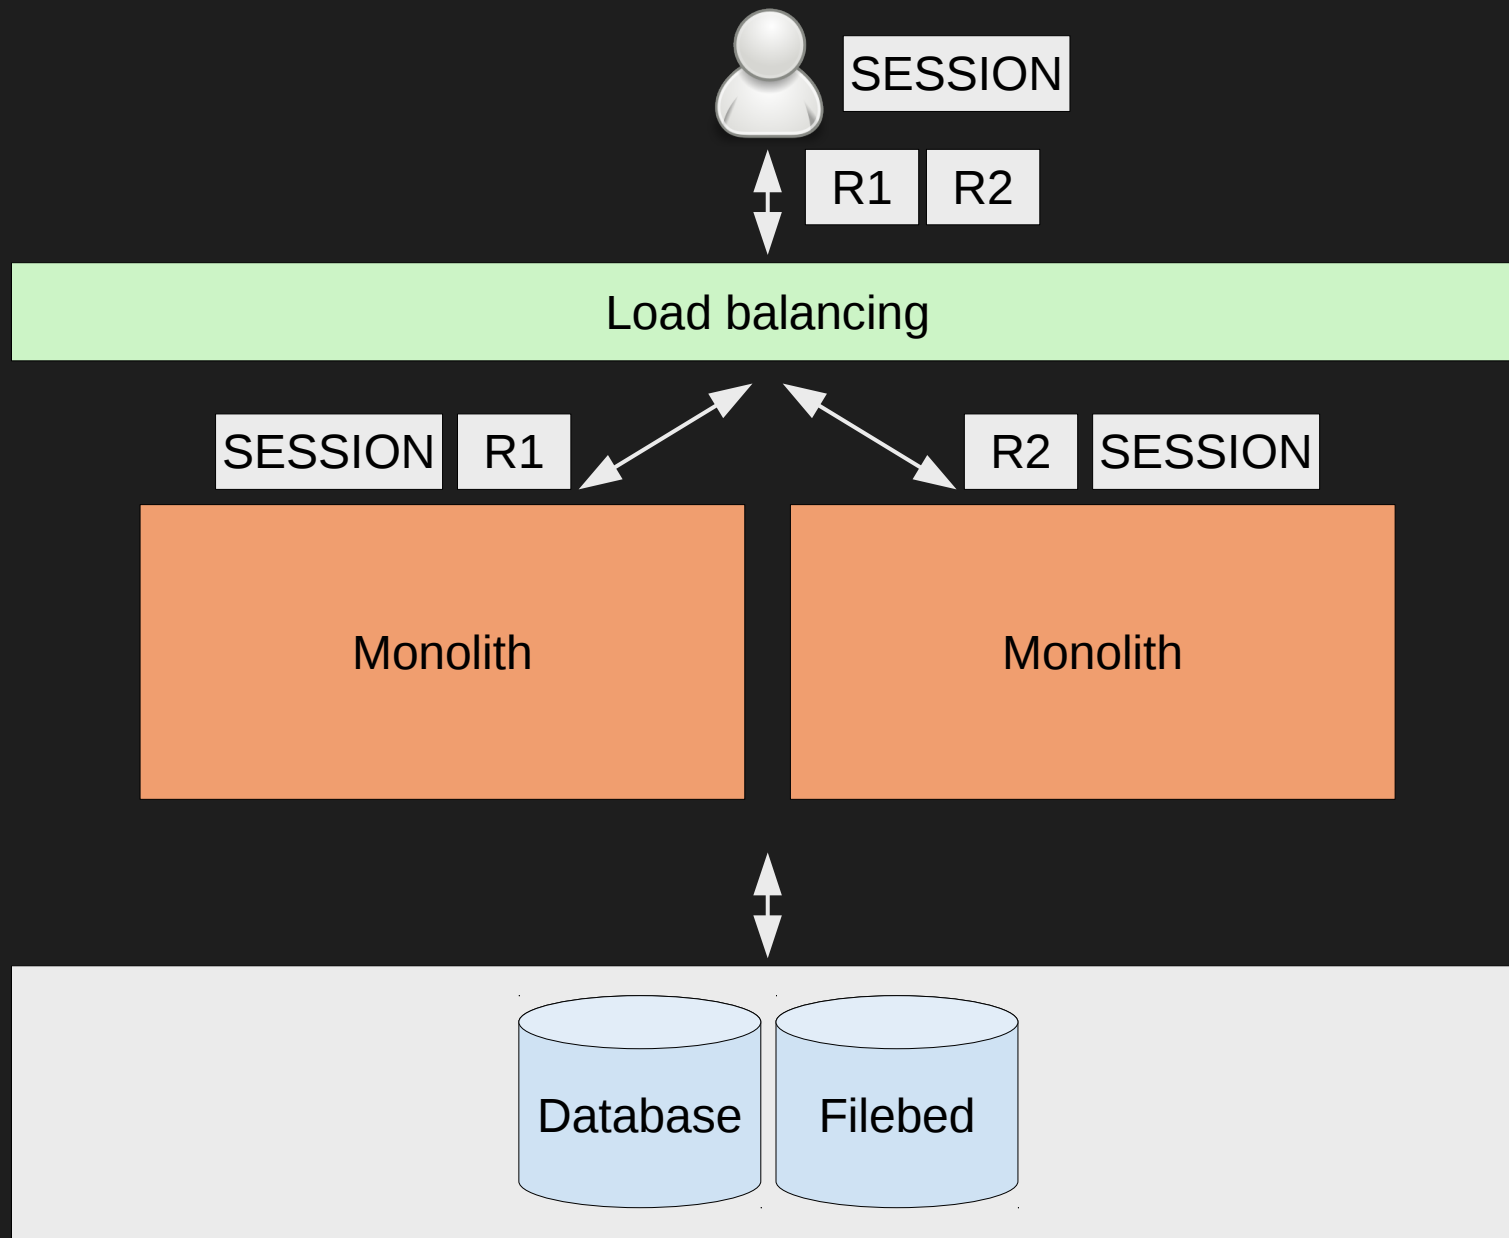 SESSION
R1 R2
Load balancing
SESSION R1 R2 SESSION
Monolith Monolith
Database Filebed